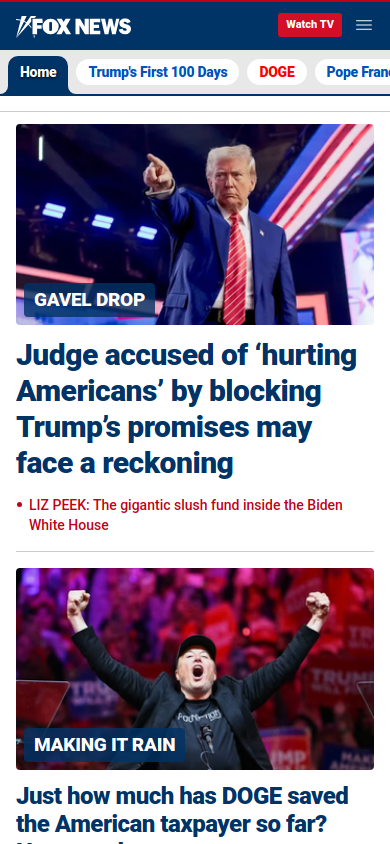 FOX NEWS
Watch TV
Home
Trump's First 100 Days
DOGE
Pope Fran
GAVEL DROP
Judge accused of ‘hurting
Americans’ by blocking
Trump’s promises may
face a reckoning
• LIZ PEEK: The gigantic slush fund inside the Biden
White House
TRUMP
MAKING IT RAIN
Just how much has DOGE saved
the American taxpayer so far?